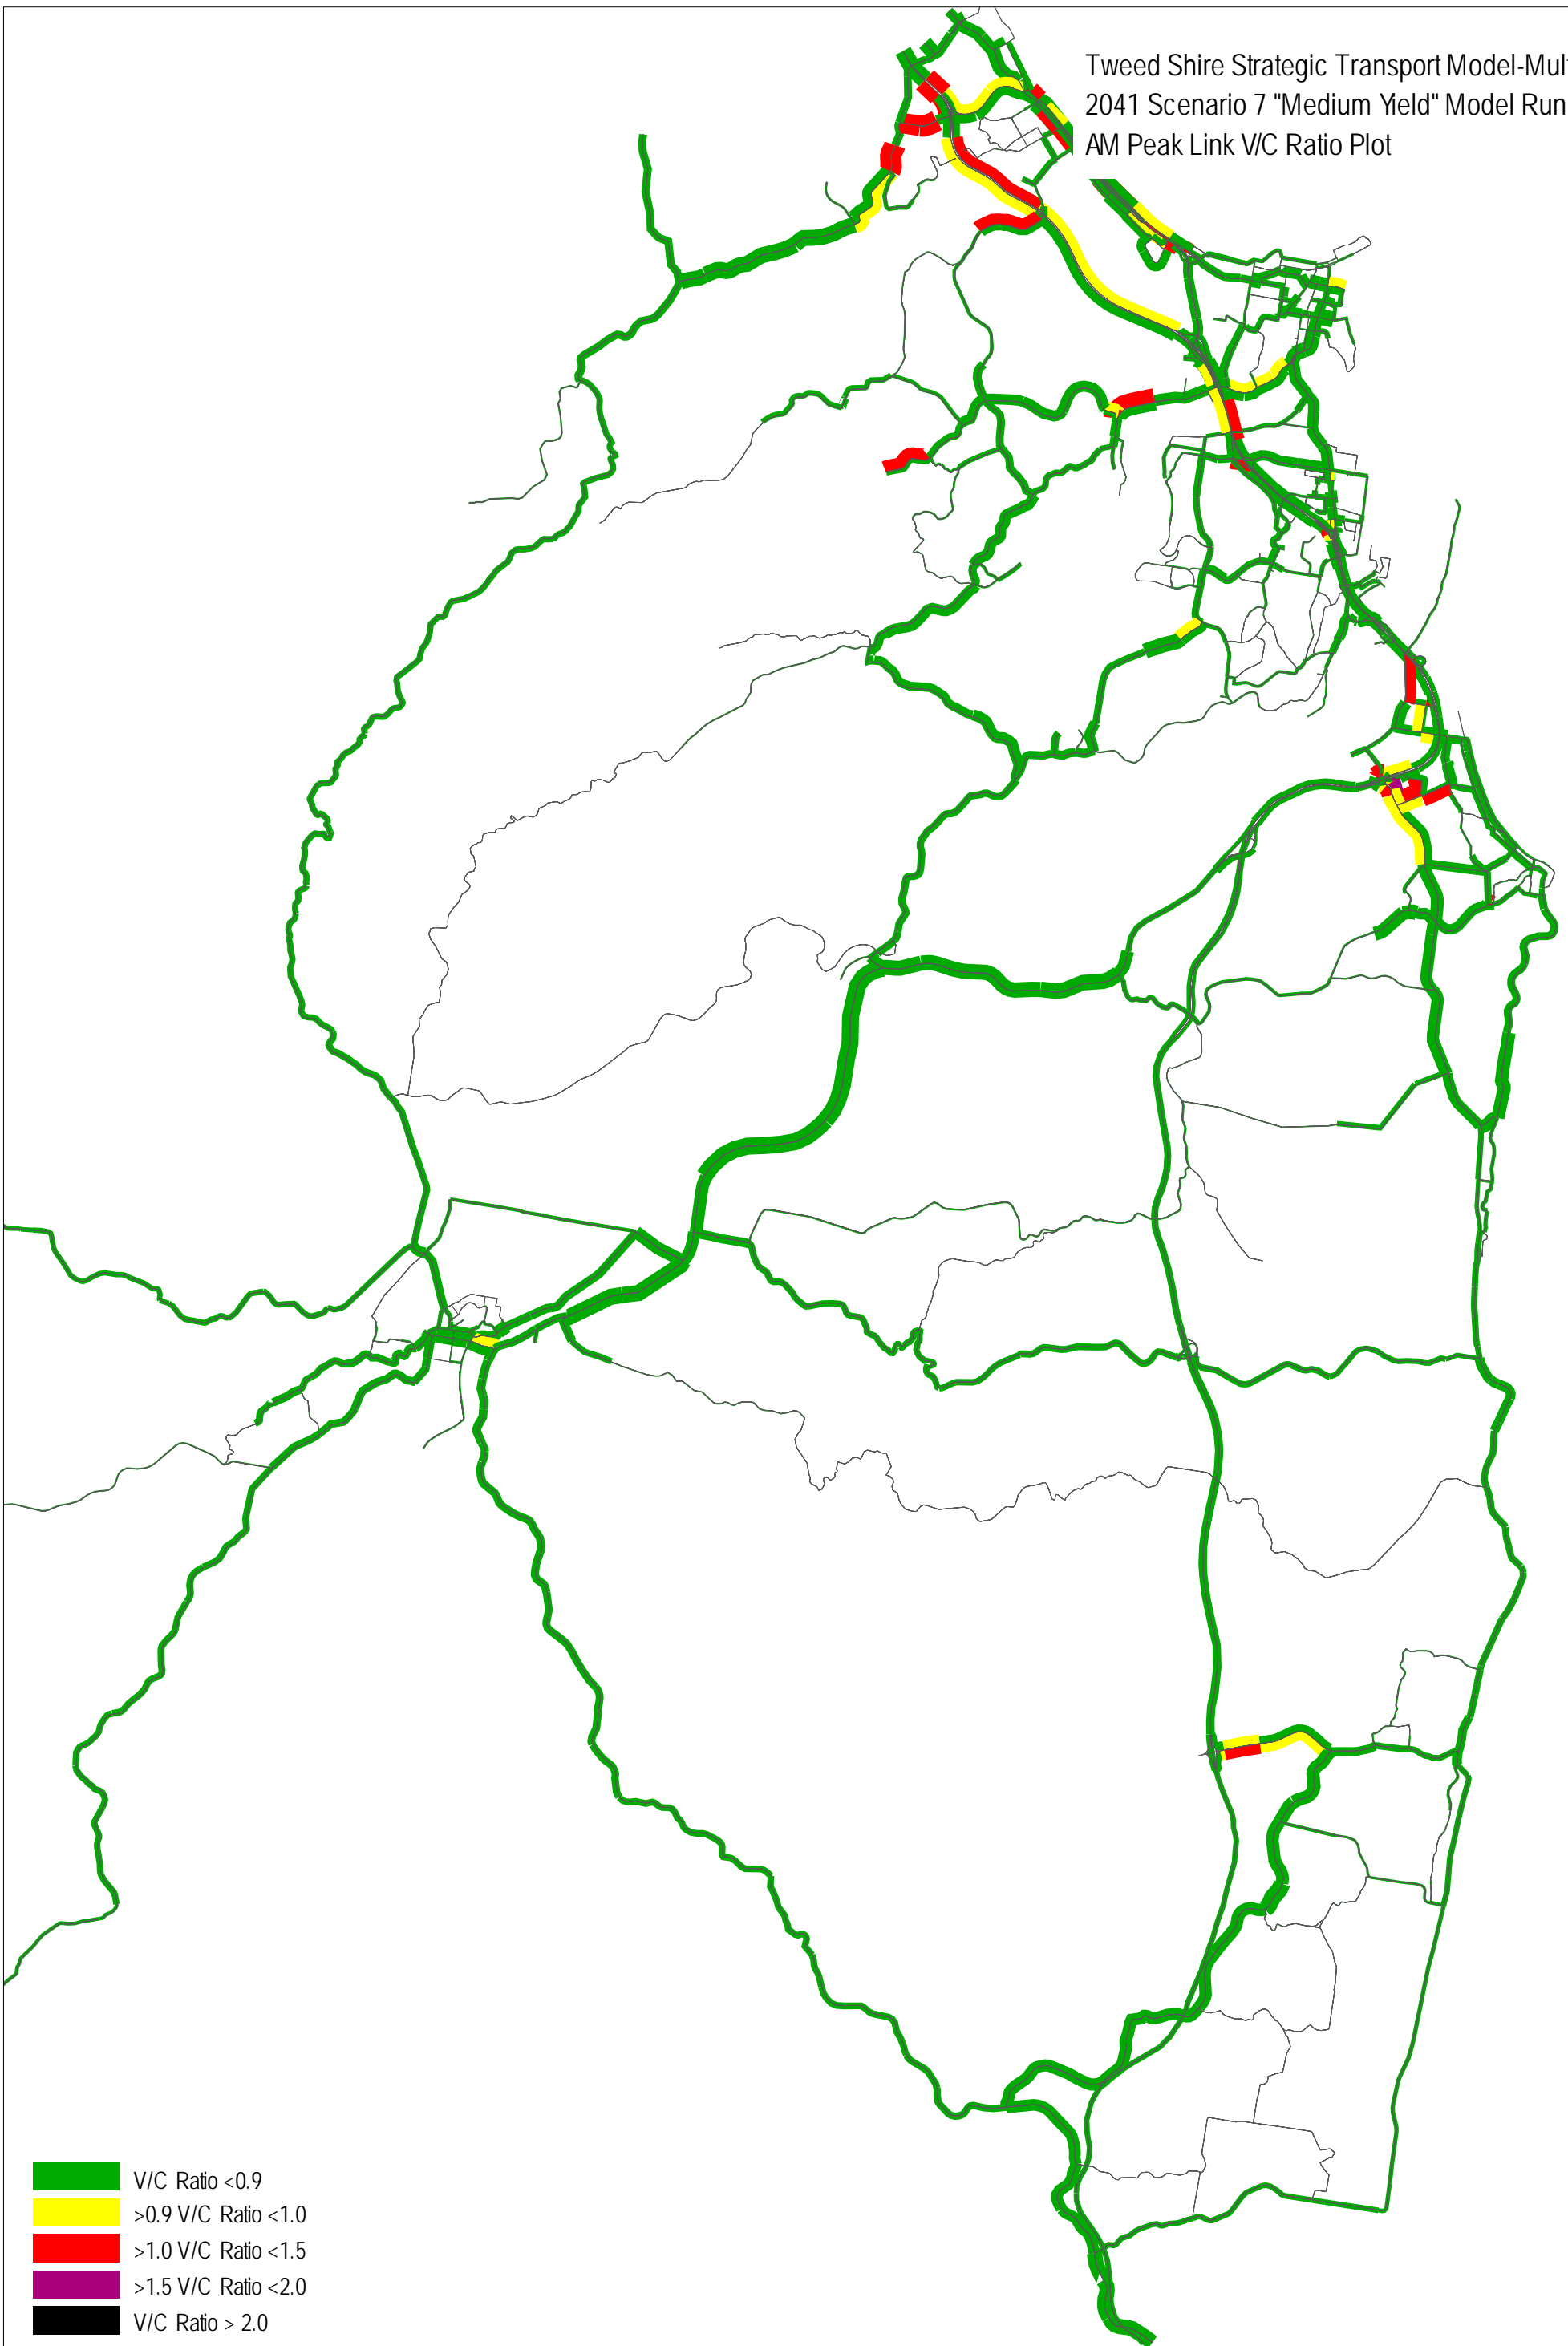 Tweed Shire Strategic Transport Model-Mul
2041 Scenario 7 "Medium Yield" Model Run
AM Peak Link V/C Ratio Plot
V/C Ratio <0.9
>0.9 V/C Ratio <1.0
>1.0 V/C Ratio <1.5
>1.5 V/C Ratio <2.0
V/C Ratio > 2.0